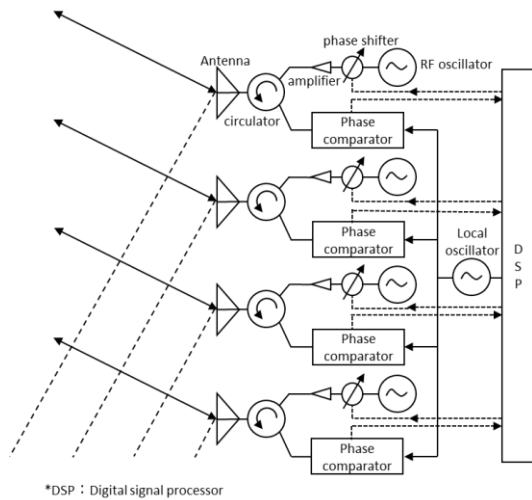 phase shifter
Antenna
RF oscillator
amplifier
circulator
Phase
comparator
Phase
comparator
Local
oscillator
D
S
P
Phase
comparator
Phase
comparator
*DSP：Digital signal processor